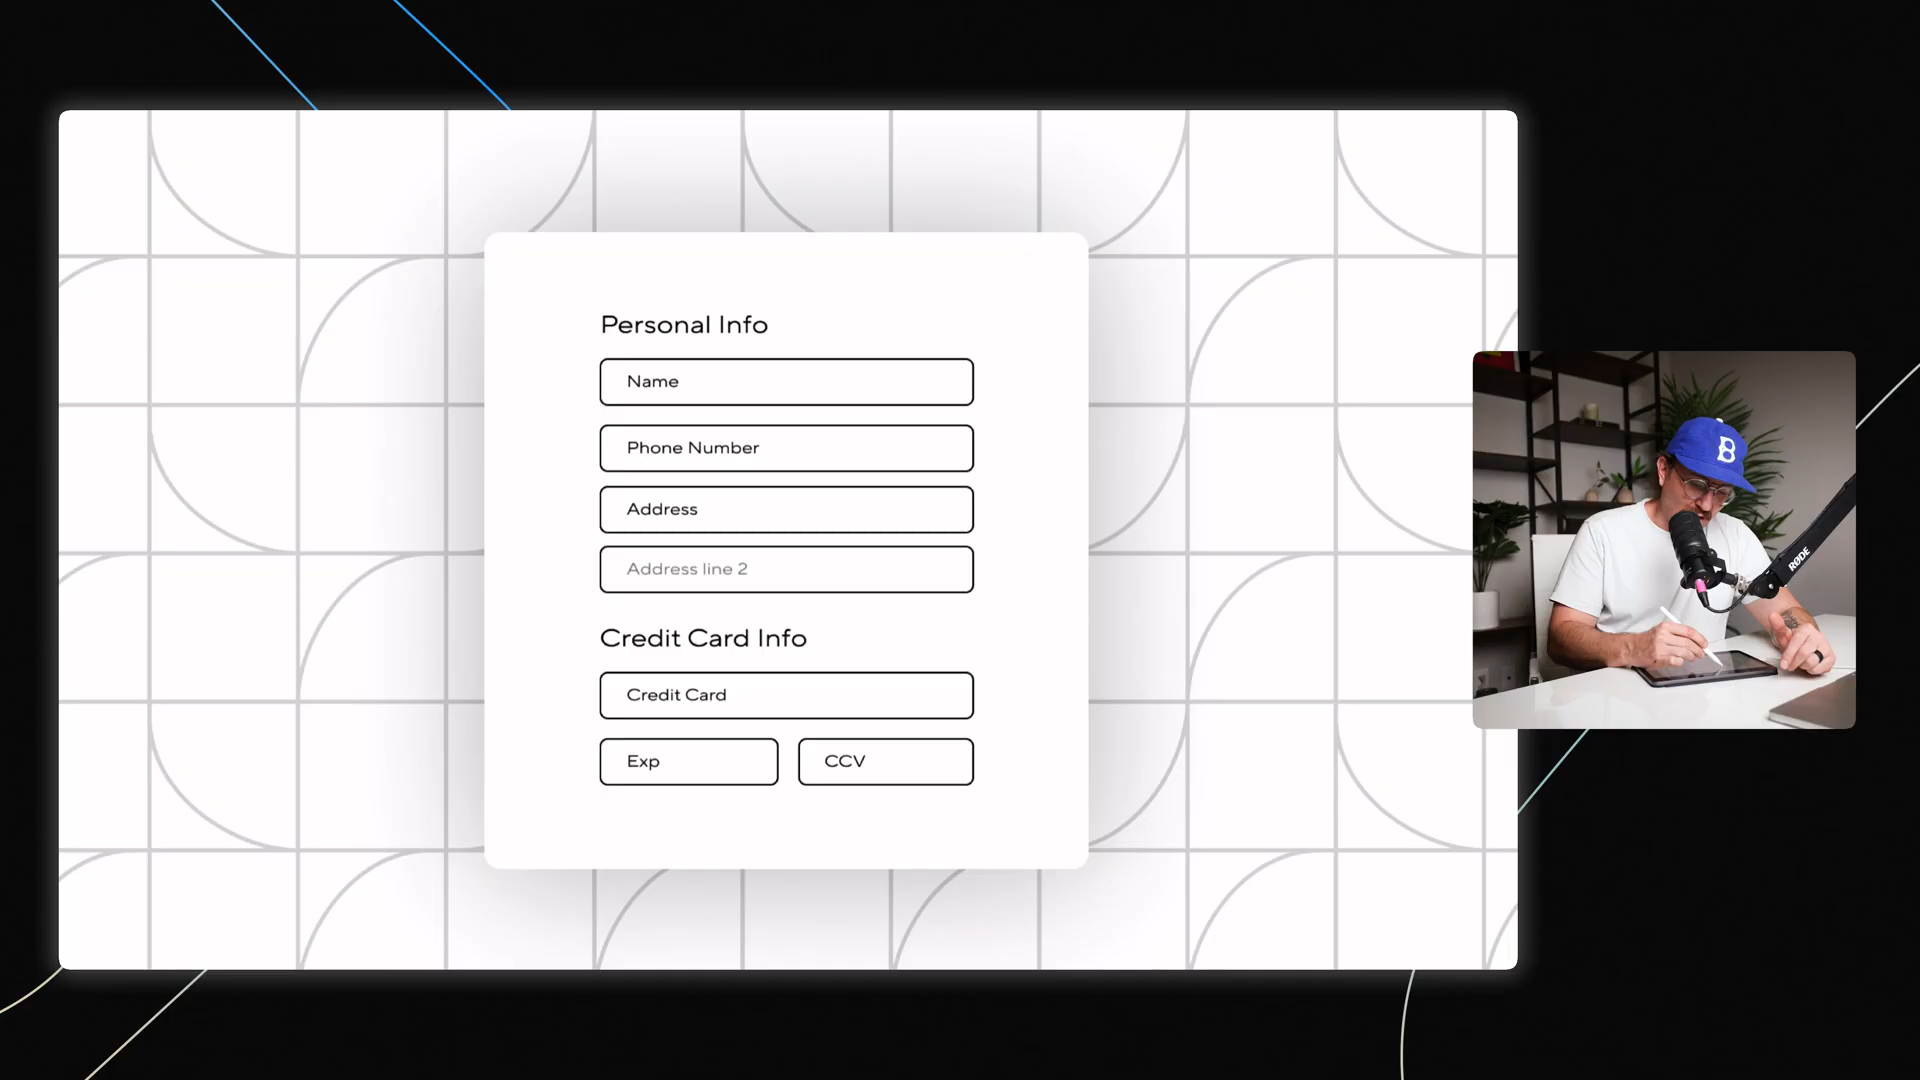 Personal Info
Name
Phone Number
Address
Address line 2
Credit Card Info
Credit Card
Exp CCV
B
RØDE